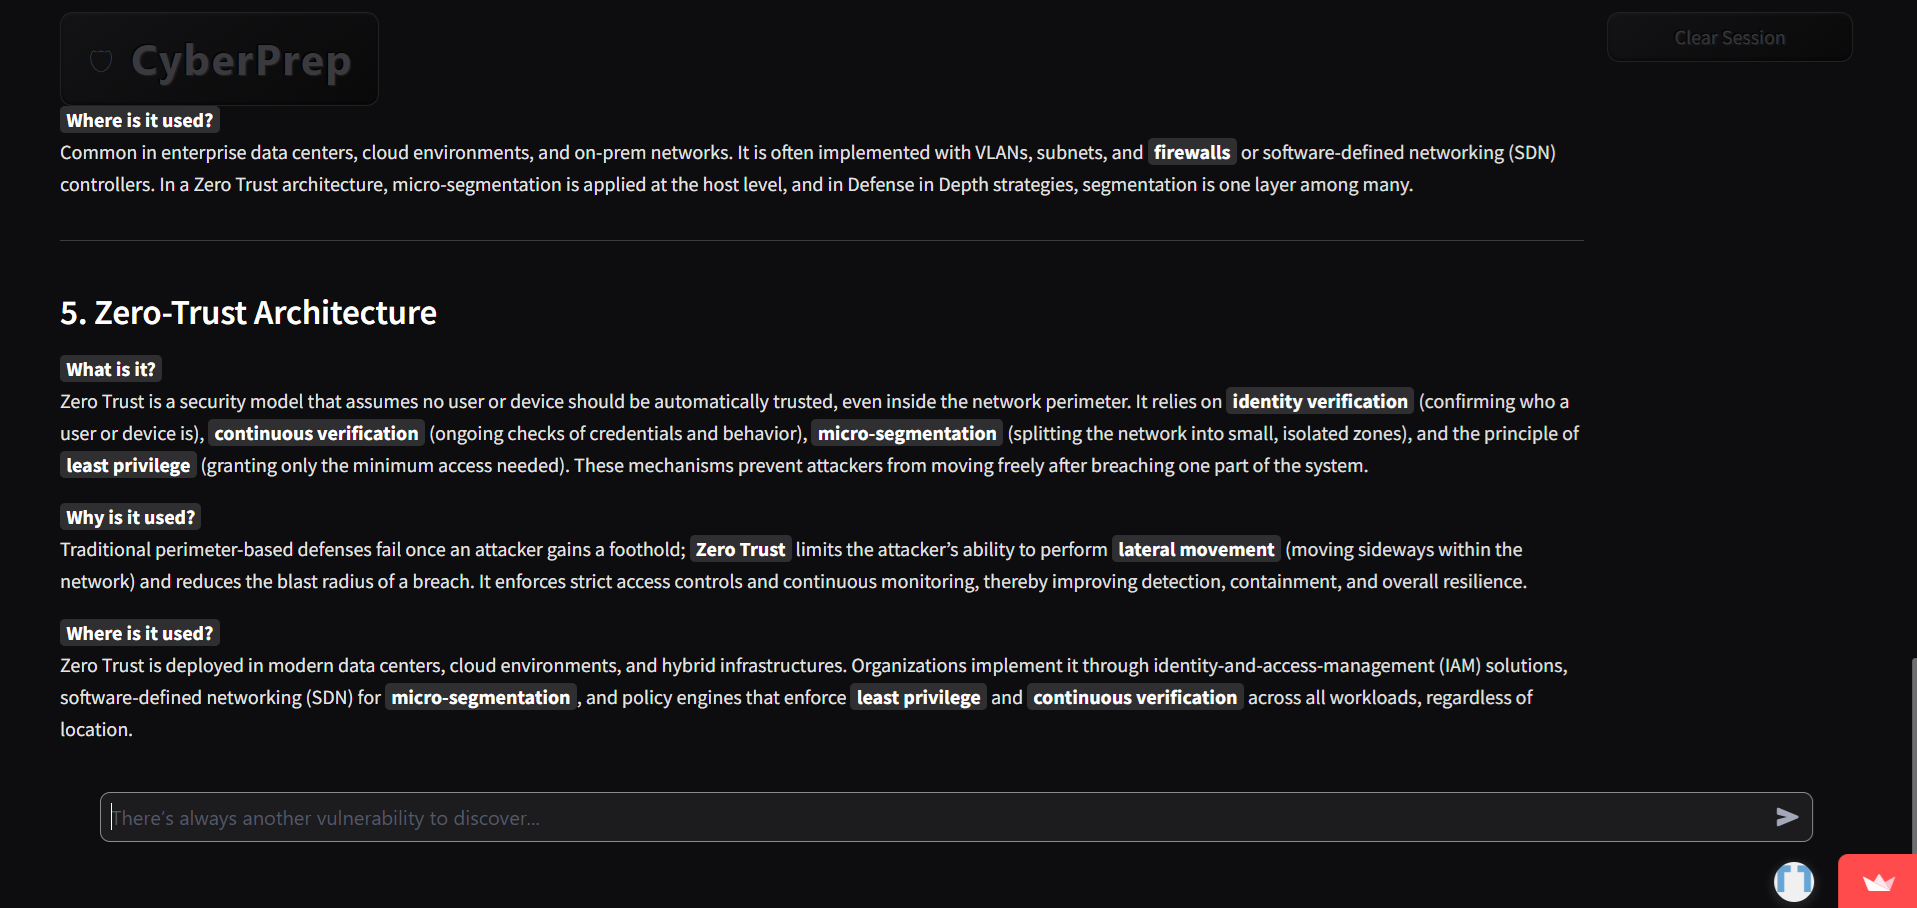 CyberPrep
Clear Session
Where is it used?
Common in enterprise data centers, cloud environments, and on-prem networks. It is often implemented with VLANs, subnets, and firewalls or software-defined networking (SDN)
controllers. In a Zero Trust architecture, micro-segmentation is applied at the host level, and in Defense in Depth strategies, segmentation is one layer among many.
5. Zero-Trust Architecture
What is it?
Zero Trust is a security model that assumes no user or device should be automatically trusted, even inside the network perimeter. It relies on identity verification (confirming who a
user or device is), continuous verification (ongoing checks of credentials and behavior), micro-segmentation (splitting the network into small, isolated zones), and the principle of
least privilege (granting only the minimum access needed). These mechanisms prevent attackers from moving freely after breaching one part of the system.
Why is it used?
Traditional perimeter-based defenses fail once an attacker gains a foothold; Zero Trust limits the attacker’s ability to perform lateral movement (moving sideways within the
network) and reduces the blast radius of a breach. It enforces strict access controls and continuous monitoring, thereby improving detection, containment, and overall resilience.
Where is it used?
Zero Trust is deployed in modern data centers, cloud environments, and hybrid infrastructures. Organizations implement it through identity-and-access-management (IAM) solutions,
software-defined networking (SDN) for micro-segmentation, and policy engines that enforce least privilege and continuous verification across all workloads, regardless of
location.
There's always another vulnerability to discover...